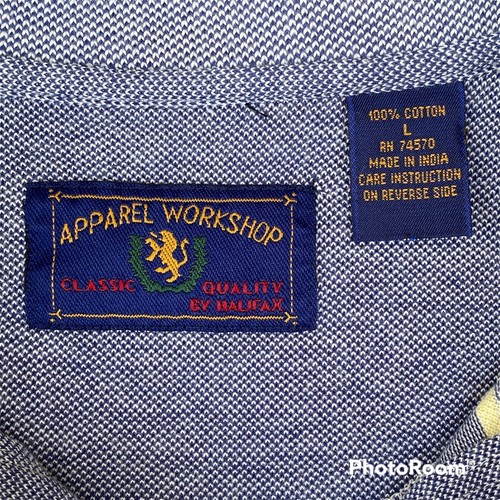 100% COTTON
L
RN 74570
MADE IN INDIA
CARE INSTRUCTION
ON REVERSE SIDE
APPAREL WORKSHOP
CLASSIC QUALITY
BY HALIFAX
PhotoRoom